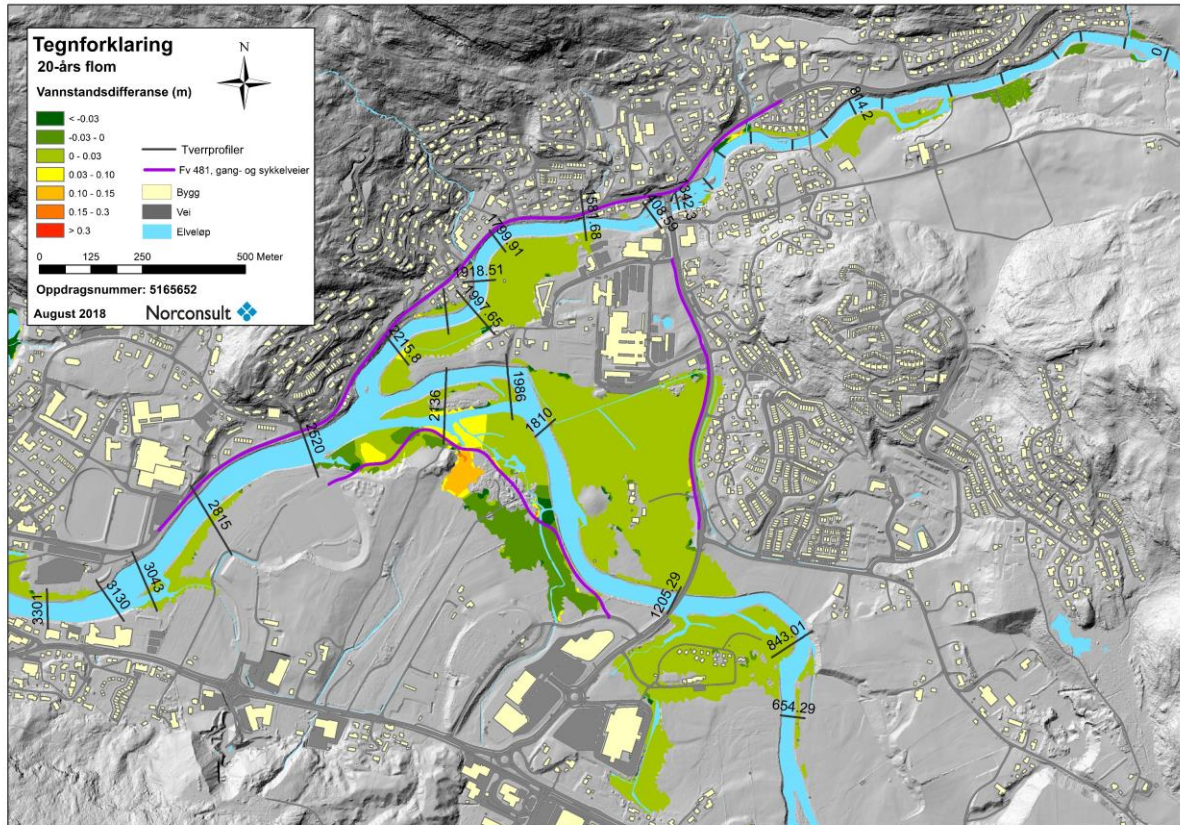 Tegnforklaring
N
20-års flom
Vannstandsdifferanse (m)
< -0.03
-0.03 - 0
0 - 0.03
0.03 - 0.10
0.10 - 0.15
0.15 - 0.3
> 0.3
Tverrprofiler
Fv 481, gang- og sykkelveier
Bygg
Vei
Elveløp
0 125 250 500 Meter
Oppdragsnummer: 5165652
August 2018 Norconsult
0
814.2
342.3
408.59
1581.68
1799.91
1918.51
1997.65
2215.8
1986
2136
1810
2520
2815
3043
3130
3301
1205.29
843.01
654.29